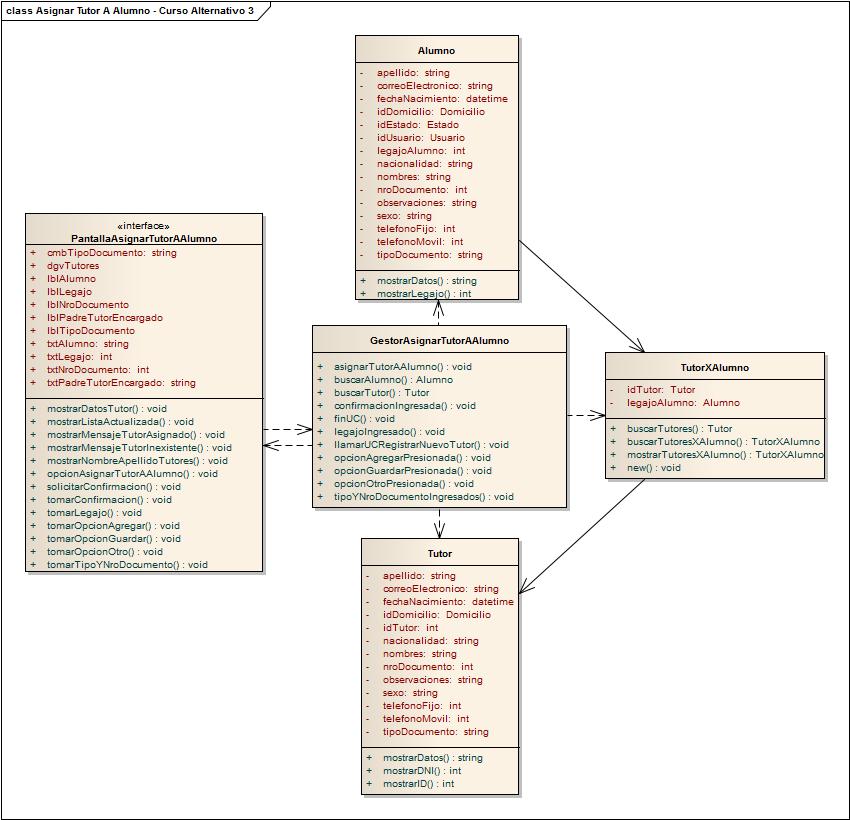 class Asignar Tutor A Alumno - Curso Alternativo 3
Alumno
- apellido: string
- correoElectronico: string
- fechaNacimiento: datetime
- idDomicilio: Domicilio
- idEstado: Estado
- idUsuario: Usuario
- legajoAlumno: int
- nacionalidad: string
- nombres: string
- nroDocumento: int
- observaciones: string
- sexo: string
- telefonoFijo: int
- telefonoMovil: int
- tipoDocumento: string
+ mostrarDatos() : string
+ mostrarLegajo() : int
«interface»
PantallaAsignarTutorAAlumno
+ cmbTipoDocumento: string
+ dgvTutores
+ lblAlumno
+ lblLegajo
+ lblNroDocumento
+ lblPadreTutorEncargado
+ lblTipoDocumento
+ txtAlumno: string
+ txtLegajo: int
+ txtNroDocumento: int
+ txtPadreTutorEncargado: string
+ mostrarDatosTutor() : void
+ mostrarListaActualizada() : void
+ mostrarMensajeTutorAsignado() : void
+ mostrarMensajeTutorInexistente() : void
+ mostrarNombreApellidoTutores() : void
+ opcionAsignarTutorAAlumno() : void
+ solicitarConfirmacion() : void
+ tomarConfirmacion() : void
+ tomarLegajo() : void
+ tomarOpcionAgregar() : void
+ tomarOpcionGuardar() : void
+ tomarOpcionOtro() : void
+ tomarTipoYNroDocumento() : void
GestorAsignarTutorAAlumno
+ asignarTutorAAlumno() : void
+ buscarAlumno() : Alumno
+ buscarTutor() : Tutor
+ confirmacionIngresada() : void
+ finUC() : void
+ legajoIngresado() : void
+ llamarUCRegistrarNuevoTutor() : void
+ opcionAgregarPresionada() : void
+ opcionGuardarPresionada() : void
+ opcionOtroPresionada() : void
+ tipoYNroDocumentoIngresados() : void
TutorXAlumno
- idTutor: Tutor
- legajoAlumno: Alumno
+ buscarTutores() : Tutor
+ buscarTutoresXAlumno() : TutorXAlumno
+ mostrarTutoresXAlumno() : TutorXAlumno
+ new() : void
Tutor
- apellido: string
- correoElectronico: string
- fechaNacimiento: datetime
- idDomicilio: Domicilio
- idTutor: int
- nacionalidad: string
- nombres: string
- nroDocumento: int
- observaciones: string
- sexo: string
- telefonoFijo: int
- telefonoMovil: int
- tipoDocumento: string
+ mostrarDatos() : string
+ mostrarDNI() : int
+ mostrarID() : int